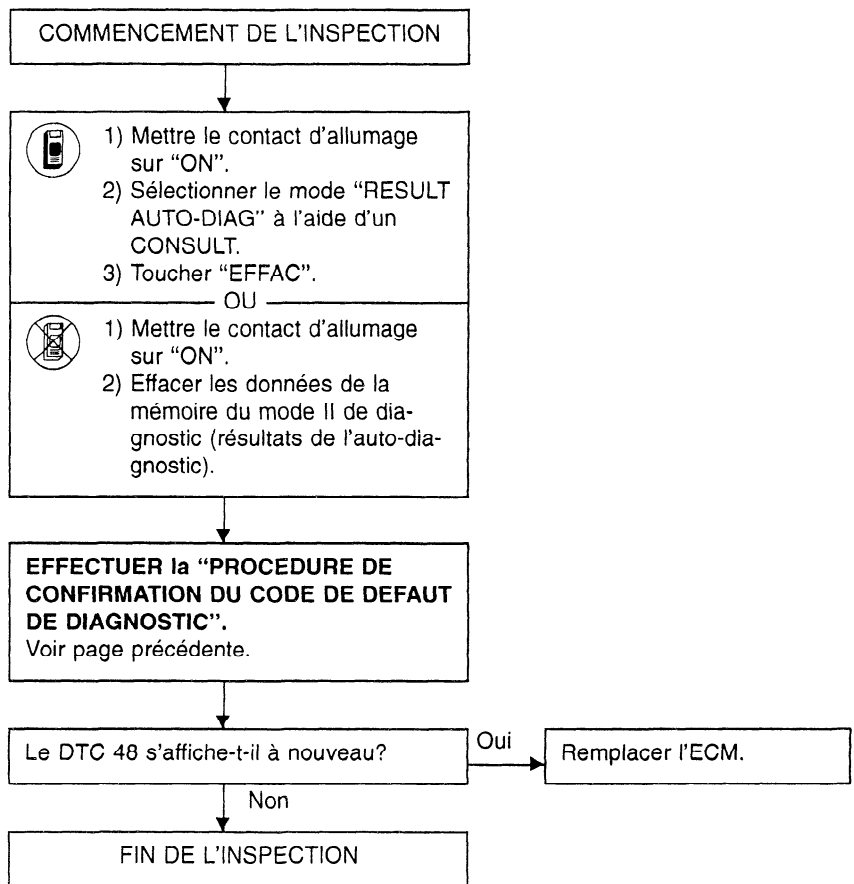 COMMENCEMENT DE L'INSPECTION
1) Mettre le contact d'allumage
sur “ON”.
2) Sélectionner le mode “RESULT
AUTO-DIAG” à l'aide d'un
CONSULT.
3) Toucher “EFFAC”.
OU
1) Mettre le contact d'allumage
sur “ON”.
2) Effacer les données de la
mémoire du mode II de dia-
gnostic (résultats de l'auto-dia-
gnostic).
EFFECTUER la “PROCEDURE DE
CONFIRMATION DU CODE DE DEFAUT
DE DIAGNOSTIC”.
Voir page précédente.
Le DTC 48 s'affiche-t-il à nouveau?
Oui
Remplacer l'ECM.
Non
FIN DE L'INSPECTION